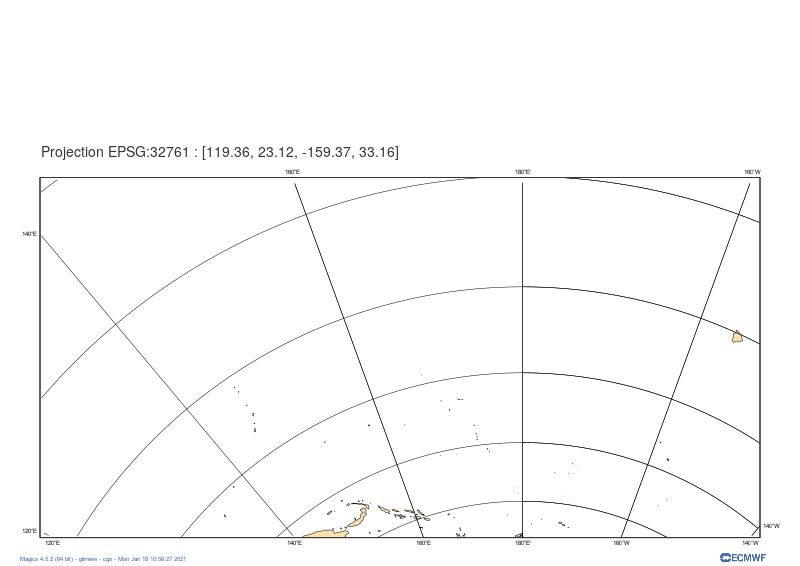 Projection EPSG:32761 : [119.36, 23.12, -159.37, 33.16]
160°E 180°E' 160°W
140°E
120°E 140°W
120°E 140°E 160°E 180°E' 160°W 140°W
Magics 4.5.2 (64 bit) - gilmere - cgs - Mon Jan 18 10:56:27 2021
ECMWF